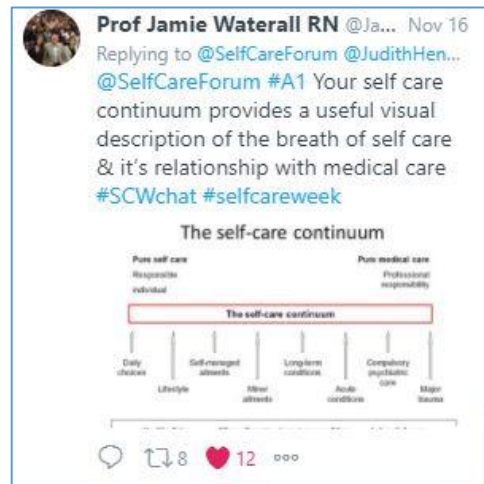 Prof Jamie Waterall RN @Ja... Nov 16
Replying to @SelfCareForum @JudithHen...
@SelfCareForum #A1 Your self care
continuum provides a useful visual
description of the breath of self care
& it's relationship with medical care
#SCWchat #selfcareweek
The self-care continuum
Pure self care Pure medical care
Responsible Professional
individual responsibility
The self-care continuum
Daily Self-managed Long-term Compulsory
choices ailments conditions psychiatric
care
Lifestyle Minor Acute Major
ailments conditions trauma
8 12